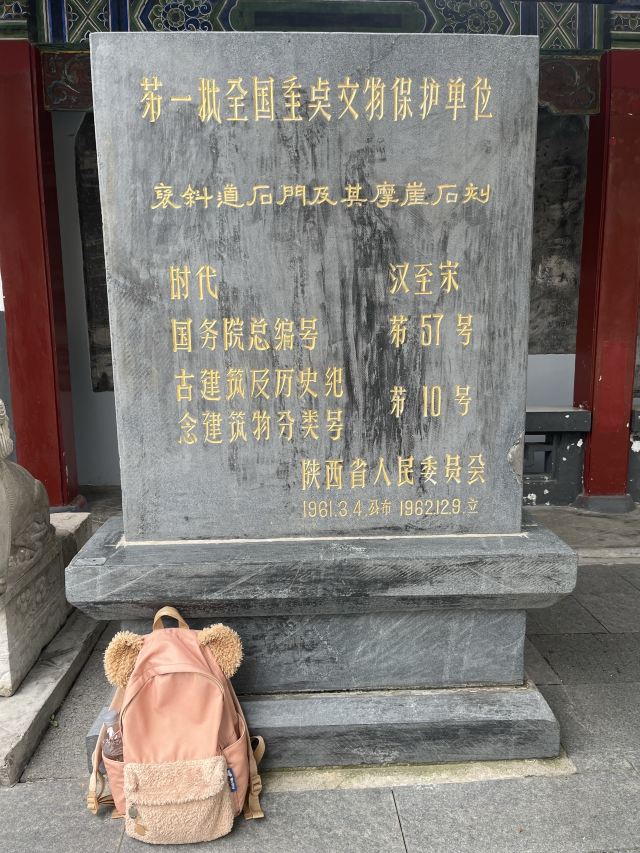 第一批全国重点文物保护单位
褒斜道石門及其摩崖石刻
时代 汉至宋
国务院总编号 第57号
古建筑及历史纪
念建筑物分类号 第10号
陕西省人民委员会
1961.3.4.公布 1962.12.9.立